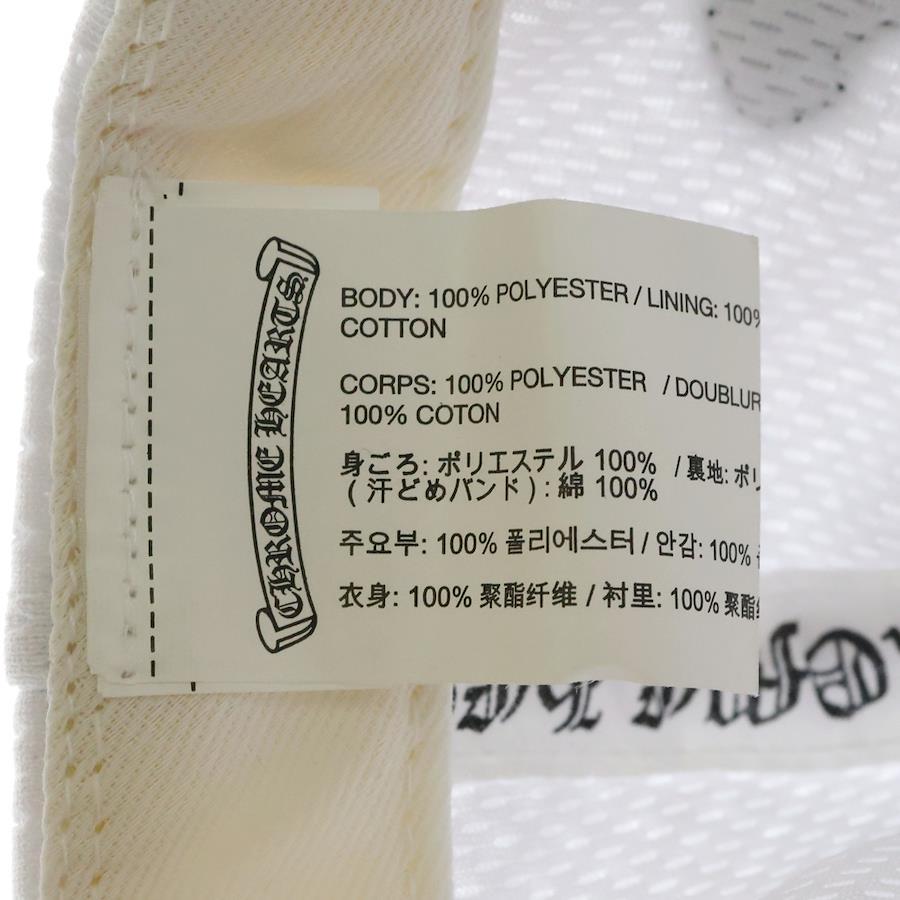 CHROME HEARTS
BODY: 100% POLYESTER / LINING: 100%
COTTON
CORPS: 100% POLYESTER / DOUBLUR
100% COTON
身ごろ: ポリエステル 100% / 裏地: ポリ
(汗どめバンド): 綿 100%
주요부: 100% 폴리에스터 / 안감: 100%
衣身: 100% 聚酯纤维 / 衬里: 100% 聚酯